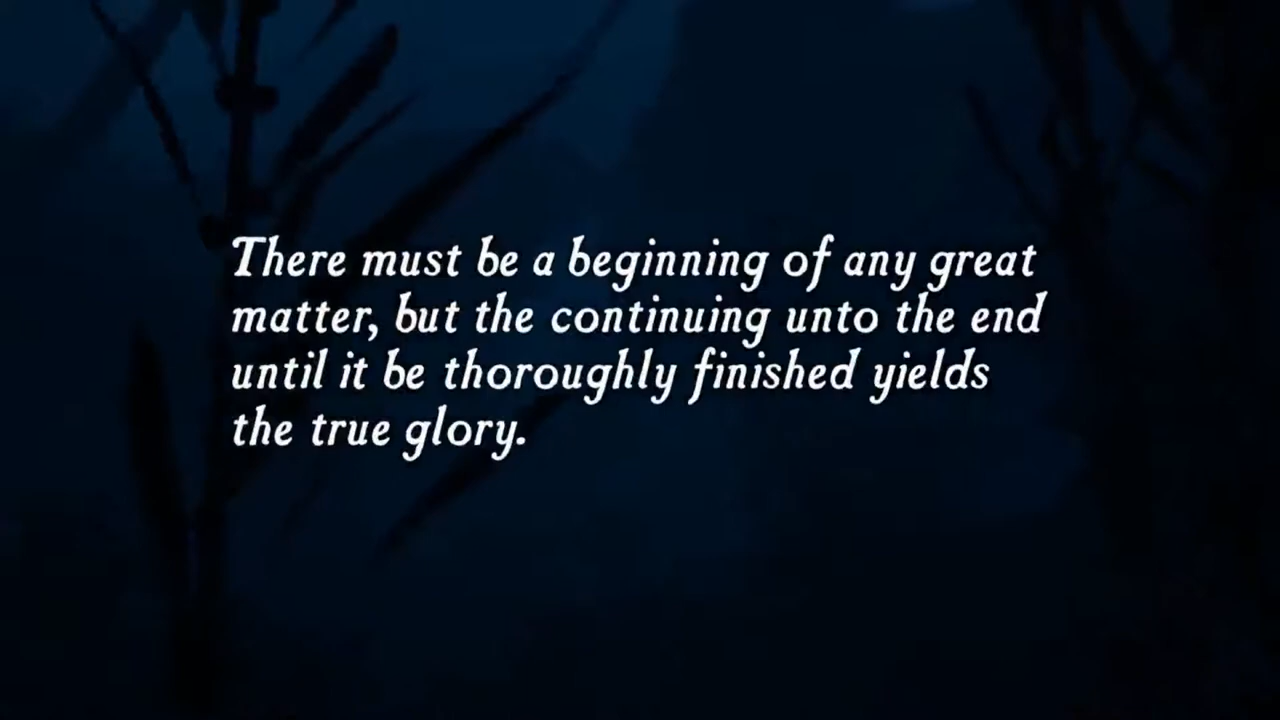 There must be a beginning of any great
matter, but the continuing unto the end
until it be thoroughly finished yields
the true glory.